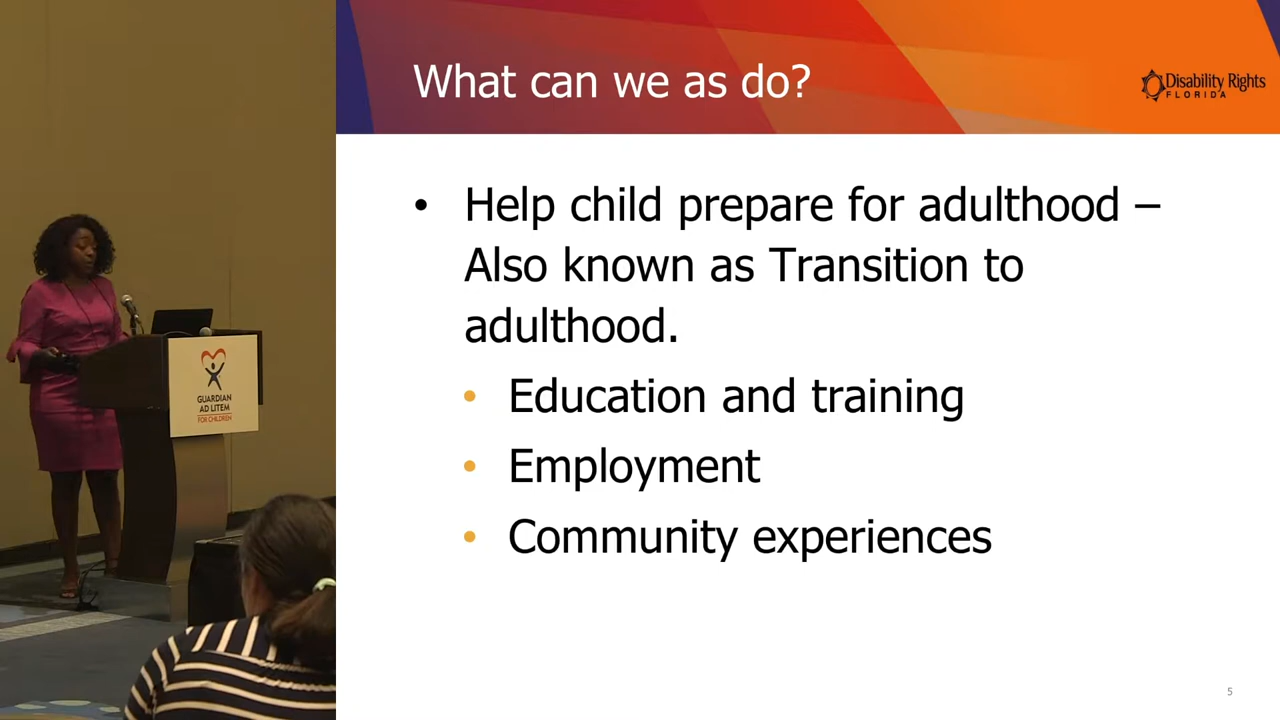 What can we as do?
Disability Rights
FLORIDA
• Help child prepare for adulthood –
Also known as Transition to
adulthood.
• Education and training
• Employment
• Community experiences
GUARDIAN
AD LITEM
FOR CHILDREN
5